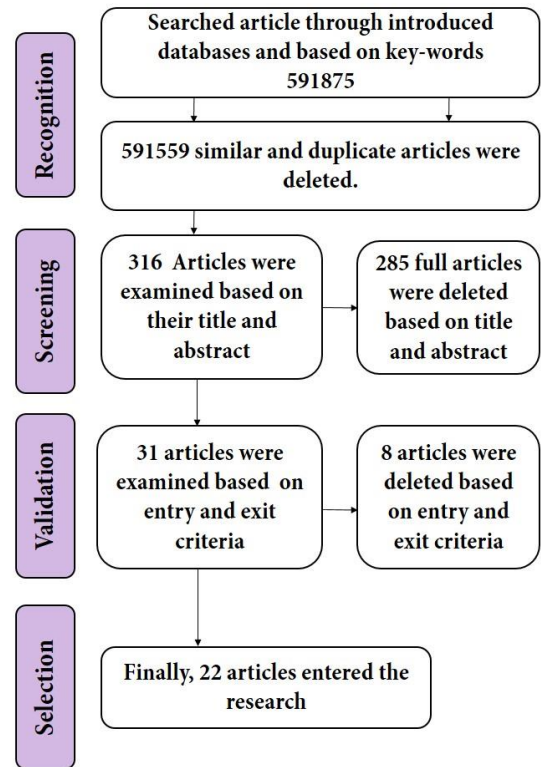 Recognition
Searched article through introduced
databases and based on key-words
591875
591559 similar and duplicate articles were
deleted.
Screening
316 Articles were
examined based on
their title and
abstract
285 full articles
were deleted
based on title
and abstract
Validation
31 articles were
examined based on
entry and exit
criteria
8 articles were
deleted based
on entry and
exit criteria
Selection
Finally, 22 articles entered the
research